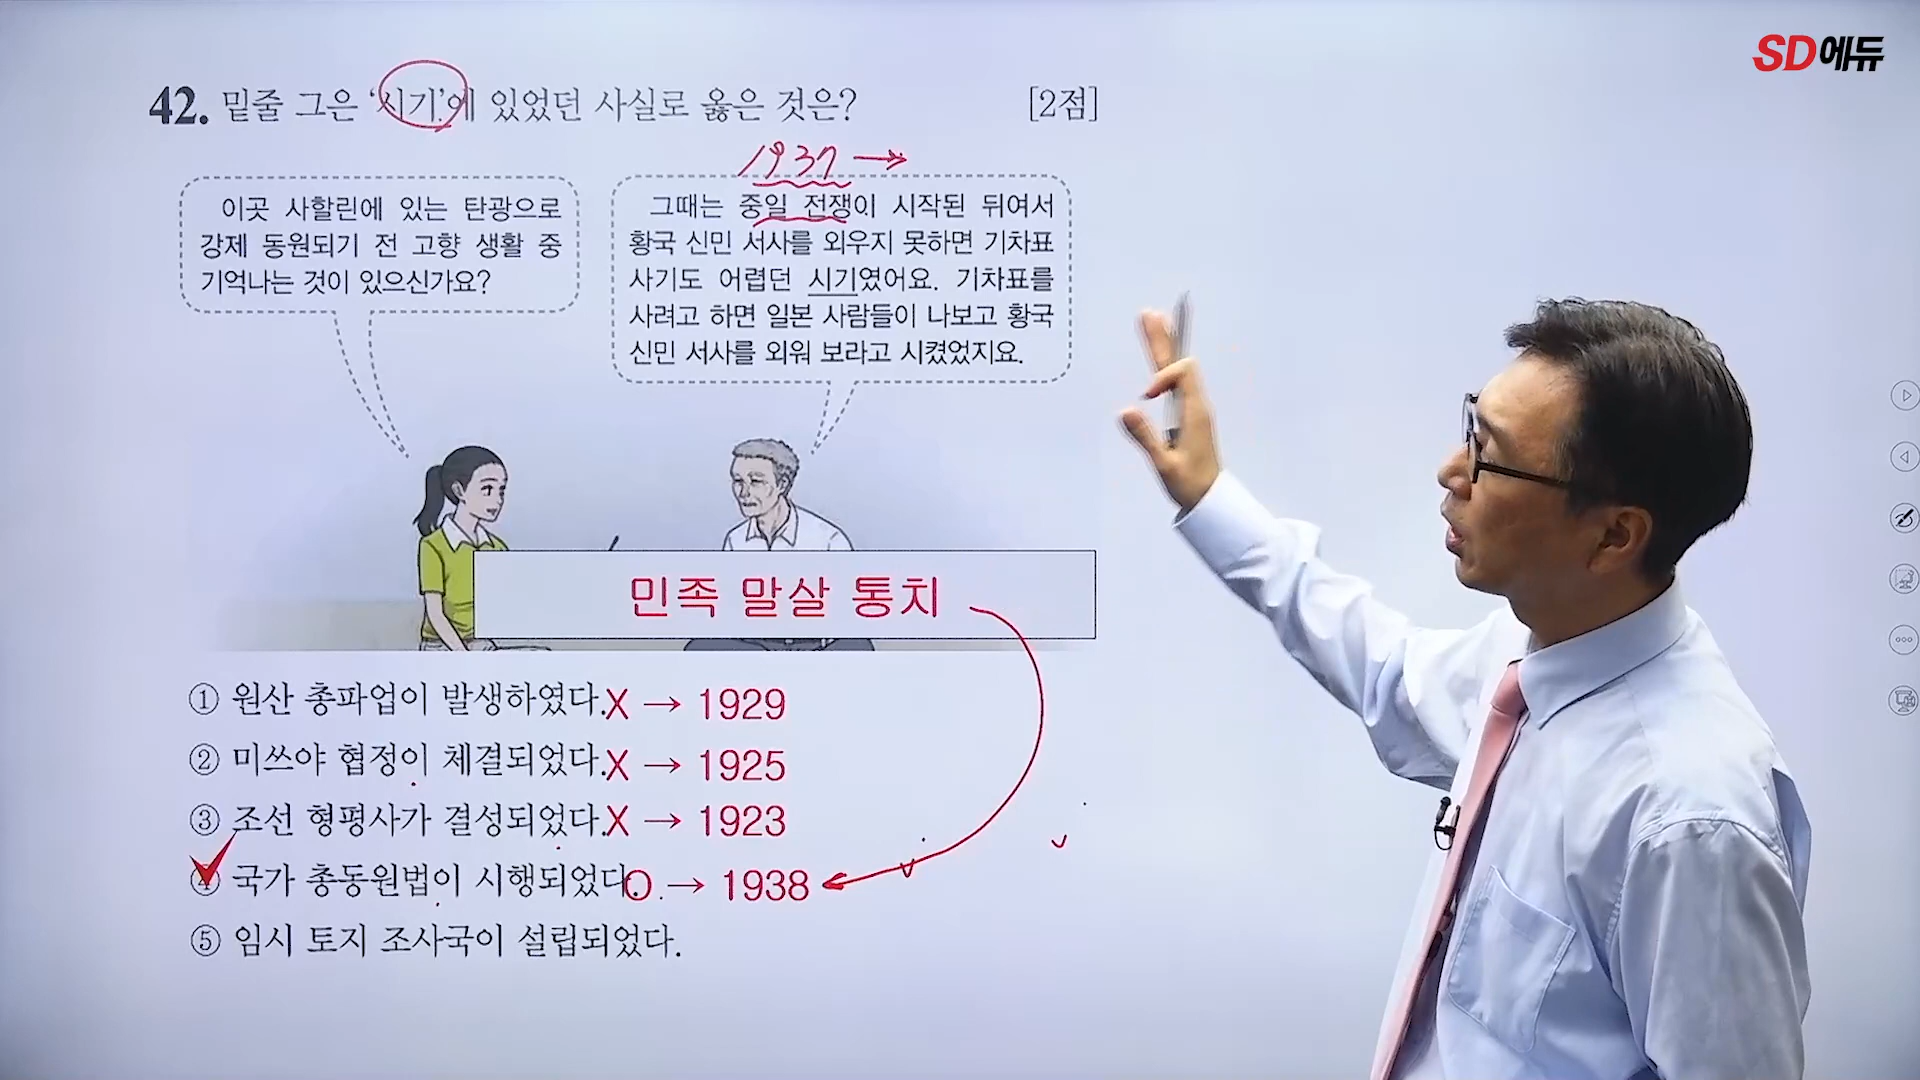 SD에듀
42. 밑줄 그은 '시기'에 있었던 사실로 옳은 것은? [2점]
1937 →
이곳 사할린에 있는 탄광으로
강제 동원되기 전 고향 생활 중
기억나는 것이 있으신가요?
그때는 중일 전쟁이 시작된 뒤여서
황국 신민 서사를 외우지 못하면 기차표
사기도 어렵던 시기였어요. 기차표를
사려고 하면 일본 사람들이 나보고 황국
신민 서사를 외워 보라고 시켰었지요.
민족 말살 통치
① 원산 총파업이 발생하였다. X → 1929
② 미쓰야 협정이 체결되었다. X → 1925
③ 조선 형평사가 결성되었다. X → 1923
④ 국가 총동원법이 시행되었다. O → 1938
⑤ 임시 토지 조사국이 설립되었다.